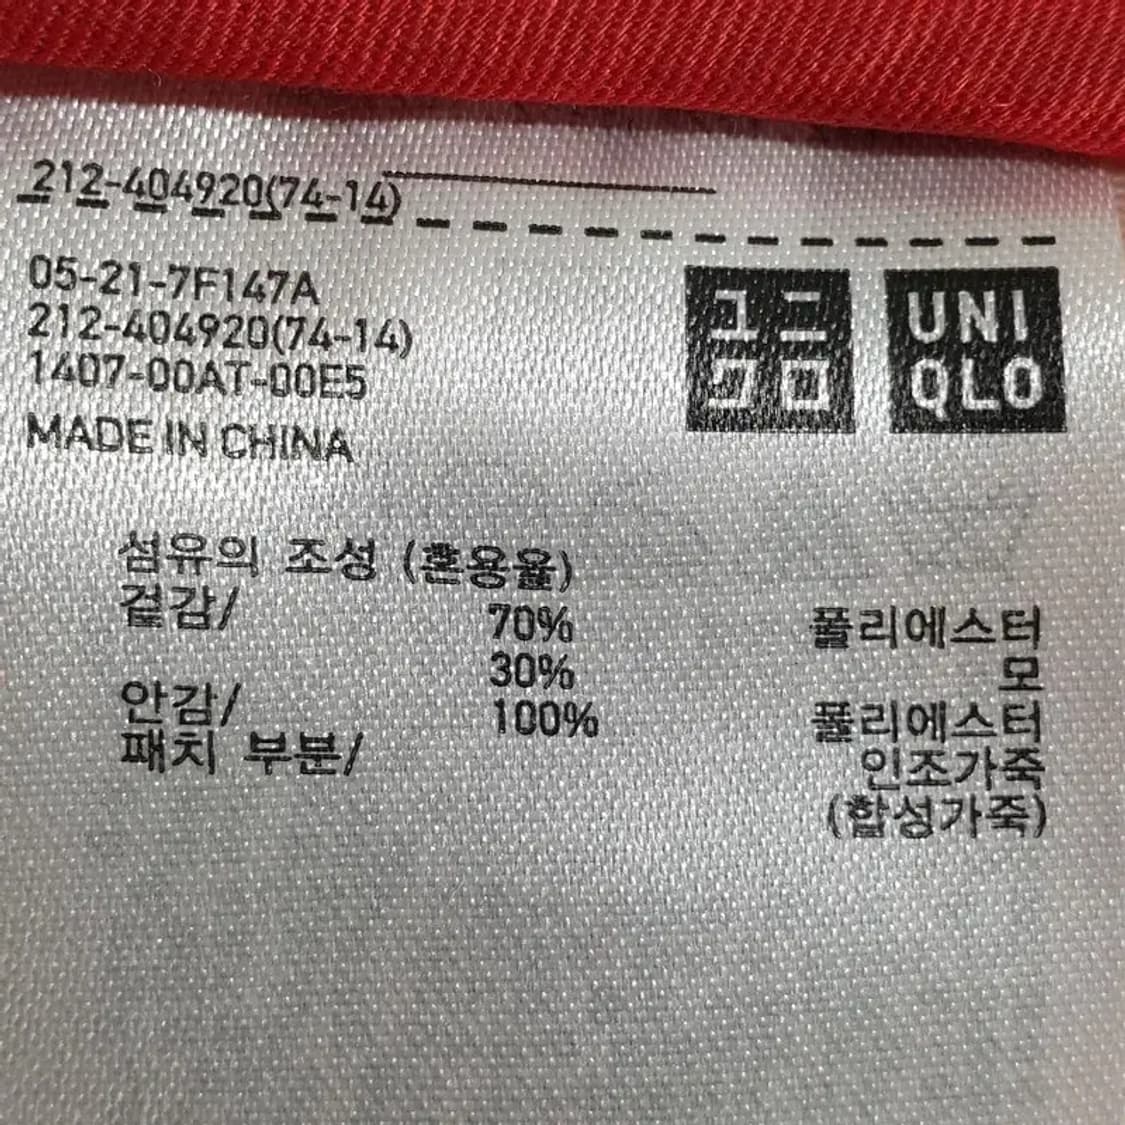 212-404920(74-14)
05-21-7F147A
212-404920(74-14)
1407-00AT-00E5
MADE IN CHINA
ユニ
クロ
UNI
QLO
섬유의 조성 (혼용율)
겉감/ 70% 폴리에스터
30% 모
안감/ 100% 폴리에스터
패치 부분/ 인조가죽
(합성가죽)